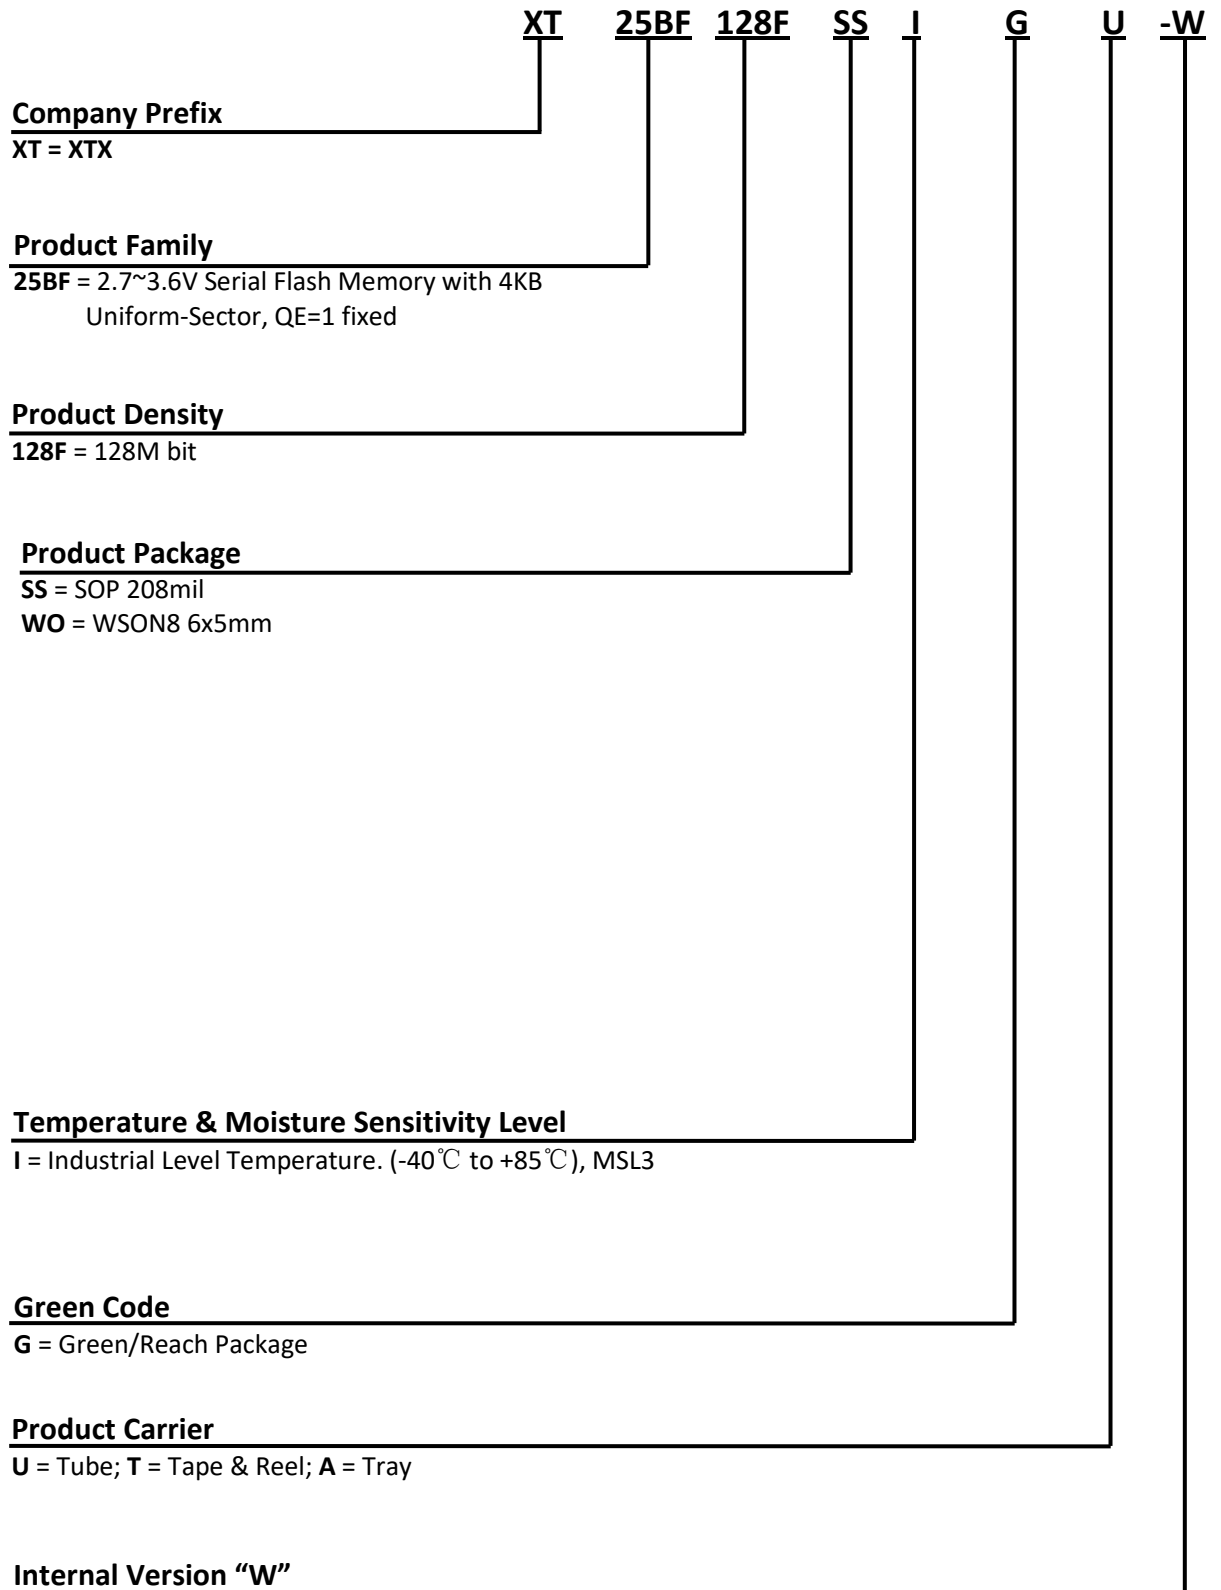 XT 25BF 128F SS I G U -W
Company Prefix
XT = XTX
Product Family
25BF = 2.7~3.6V Serial Flash Memory with 4KB
Uniform-Sector, QE=1 fixed
Product Density
128F = 128M bit
Product Package
SS = SOP 208mil
WO = WSON8 6x5mm
Temperature & Moisture Sensitivity Level
I = Industrial Level Temperature. (-40℃ to +85℃), MSL3
Green Code
G = Green/Reach Package
Product Carrier
U = Tube; T = Tape & Reel; A = Tray
Internal Version “W”